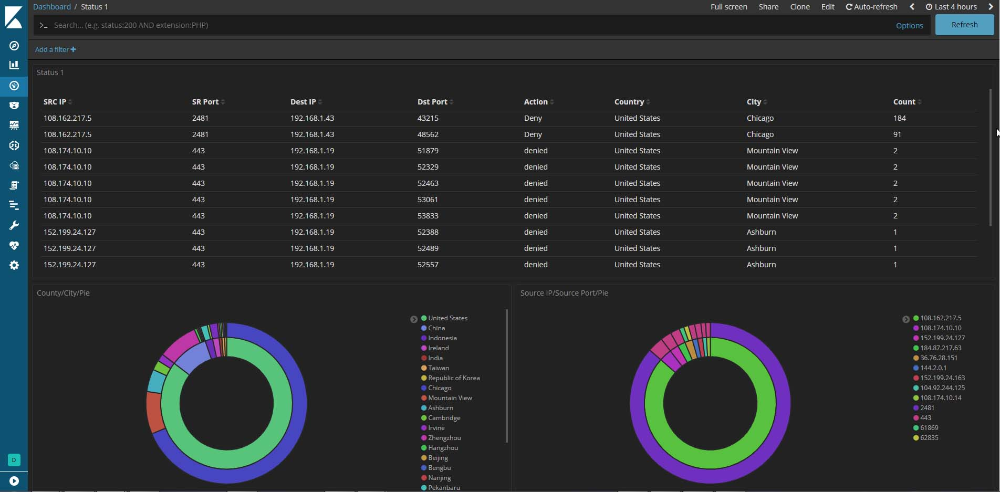 Dashboard / Status 1
Full screen Share Clone Edit Auto-refresh Last 4 hours
>_ Search... (e.g. status:200 AND extension:PHP) Options Refresh
Add a filter +
Status 1
SRC IP SR Port Dest IP Dst Port Action Country City Count
108.162.217.5 2481 192.168.1.43 43215 Deny United States Chicago 184
108.162.217.5 2481 192.168.1.43 48562 Deny United States Chicago 91
108.174.10.10 443 192.168.1.19 51879 denied United States Mountain View 2
108.174.10.10 443 192.168.1.19 52329 denied United States Mountain View 2
108.174.10.10 443 192.168.1.19 52463 denied United States Mountain View 2
108.174.10.10 443 192.168.1.19 53061 denied United States Mountain View 2
108.174.10.10 443 192.168.1.19 53833 denied United States Mountain View 2
152.199.24.127 443 192.168.1.19 52388 denied United States Ashburn 1
152.199.24.127 443 192.168.1.19 52489 denied United States Ashburn 1
152.199.24.127 443 192.168.1.19 52557 denied United States Ashburn 1
County/City/Pie
United States
China
Indonesia
Ireland
India
Taiwan
Republic of Korea
Chicago
Mountain View
Ashburn
Cambridge
Irvine
Zhengzhou
Hangzhou
Beijing
Bengbu
Nanjing
Pekanbaru
Source IP/Source Port/Pie
108.162.217.5
108.174.10.10
152.199.24.127
184.87.217.63
36.76.28.151
144.2.0.1
152.199.24.163
104.92.244.125
108.174.10.14
2481
443
61869
62835
D